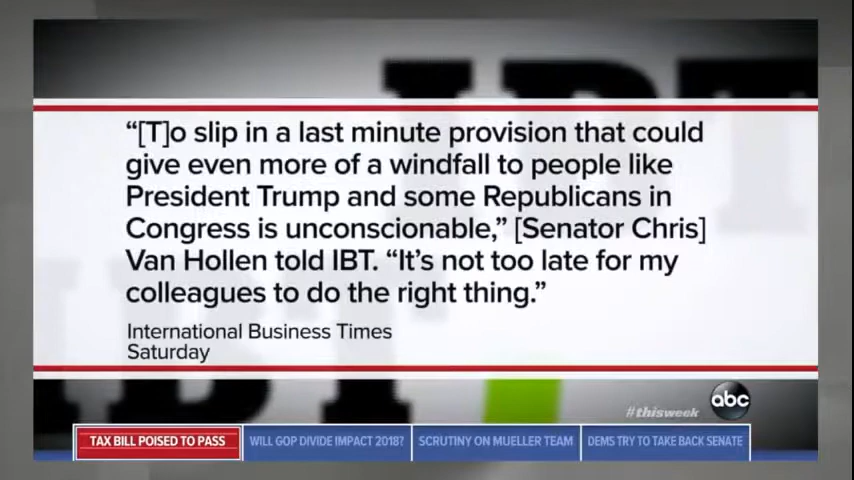 “[T]o slip in a last minute provision that could
give even more of a windfall to people like
President Trump and some Republicans in
Congress is unconscionable,” [Senator Chris]
Van Hollen told IBT. “It’s not too late for my
colleagues to do the right thing.”
International Business Times
Saturday
#thisweek
abc
TAX BILL POISED TO PASS
WILL GOP DIVIDE IMPACT 2018?
SCRUTINY ON MUELLER TEAM
DEMS TRY TO TAKE BACK SENATE